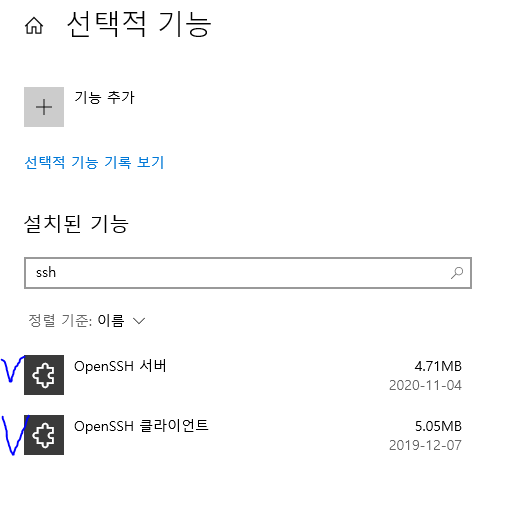 선택적 기능
기능 추가
선택적 기능 기록 보기
설치된 기능
ssh
정렬 기준: 이름
OpenSSH 서버 4.71MB
2020-11-04
OpenSSH 클라이언트 5.05MB
2019-12-07